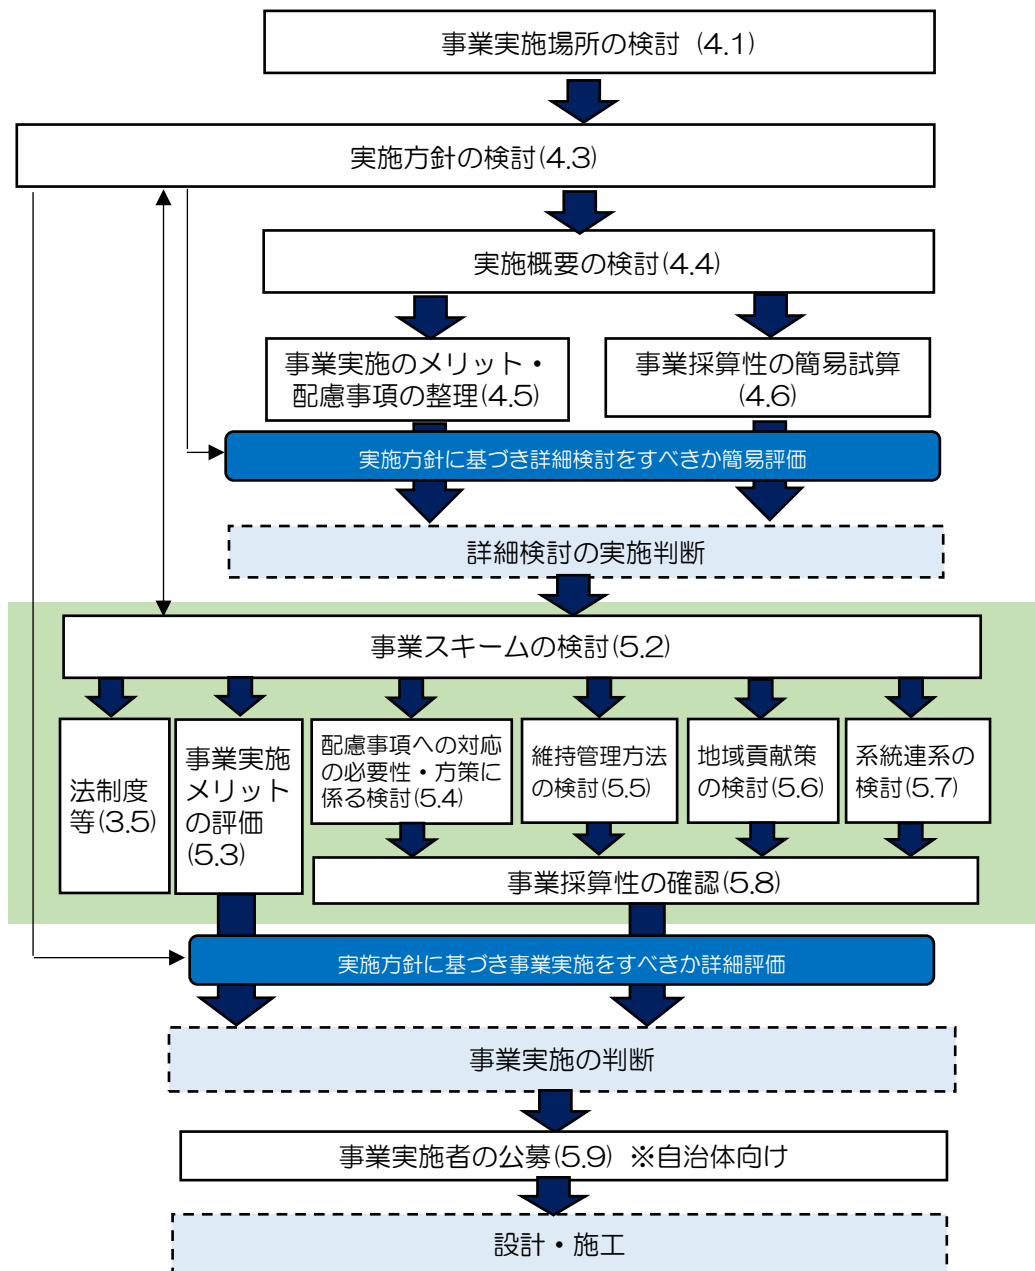 事業実施場所の検討 (4.1)
実施方針の検討(4.3)
実施概要の検討(4.4)
事業実施のメリット・
配慮事項の整理(4.5)
事業採算性の簡易試算
(4.6)
実施方針に基づき詳細検討をすべきか簡易評価
詳細検討の実施判断
事業スキームの検討(5.2)
法制度
等(3.5)
事業実施
メリット
の評価
(5.3)
配慮事項への対応
の必要性・方策に
係る検討(5.4)
維持管理方法
の検討(5.5)
地域貢献策
の検討(5.6)
系統連系の
検討(5.7)
事業採算性の確認(5.8)
実施方針に基づき事業実施をすべきか詳細評価
事業実施の判断
事業実施者の公募(5.9) ※自治体向け
設計・施工